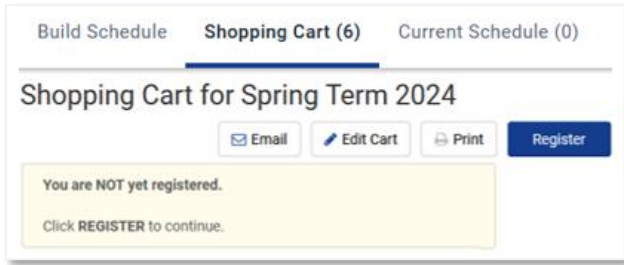 Build Schedule Shopping Cart (6) Current Schedule (0)
Shopping Cart for Spring Term 2024
Email Edit Cart Print Register
You are NOT yet registered.
Click REGISTER to continue.